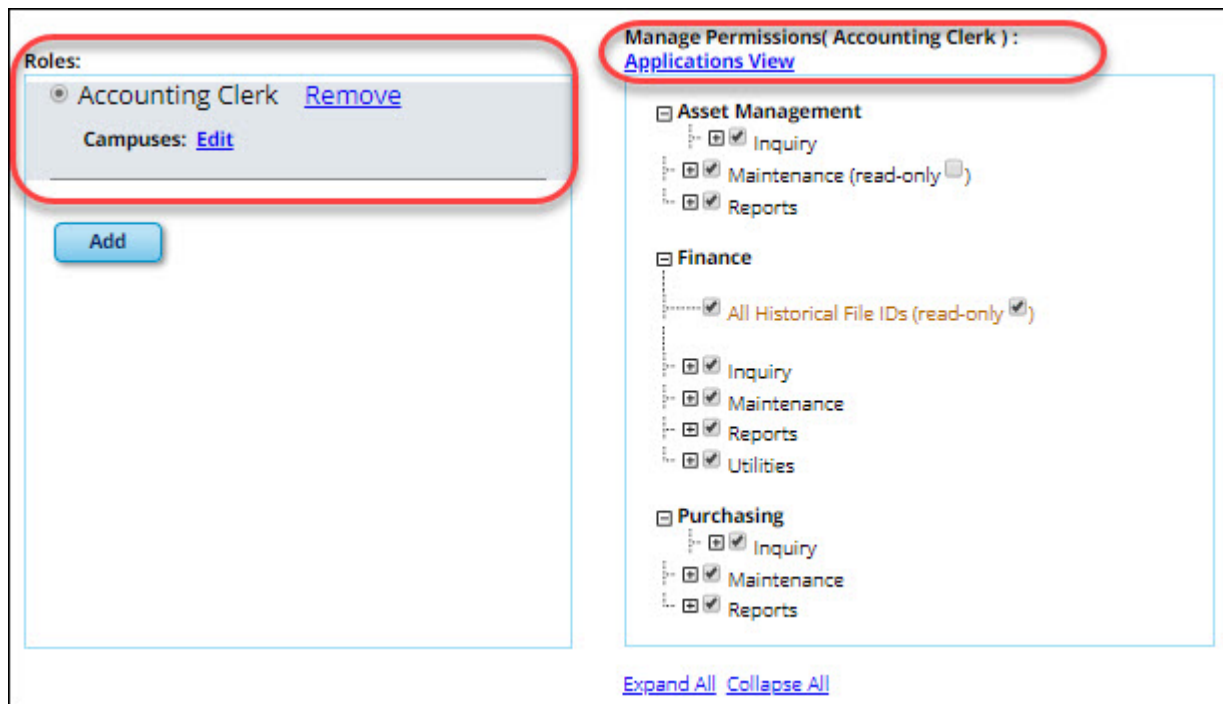 Roles:
Accounting Clerk Remove
Campuses: Edit
Add
Manage Permissions( Accounting Clerk ) :
Applications View
Asset Management
Inquiry
Maintenance (read-only )
Reports
Finance
All Historical File IDs (read-only )
Inquiry
Maintenance
Reports
Utilities
Purchasing
Inquiry
Maintenance
Reports
Expand All Collapse All